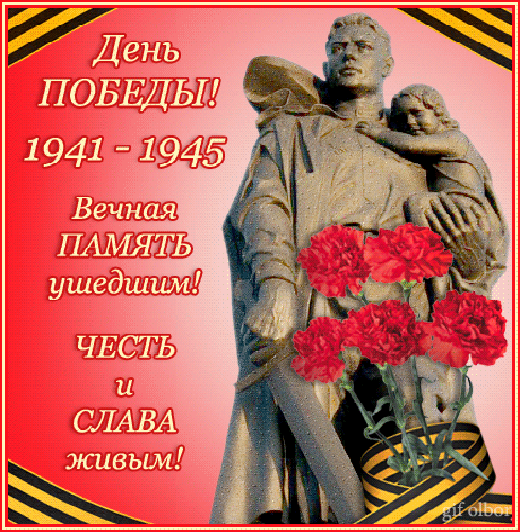 День
ПОБЕДЫ!
1941 - 1945
Вечная
ПАМЯТЬ
ушедшим!
ЧЕСТЬ
и
СЛАВА
живым!
gif olbor